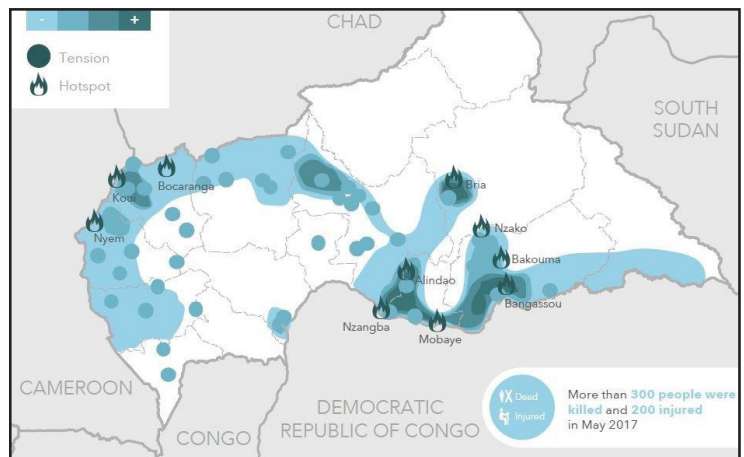 - +
Tension
Hotspot
CHAD
SOUTH
SUDAN
Bria
Bocaranga
Koui
Nyem
Nzako
Bakouma
Alindao
Bangassou
Nzangba
Mobaye
CAMEROON
CONGO
DEMOCRATIC
REPUBLIC OF CONGO
Dead
Injured
More than 300 people were
killed and 200 injured
in May 2017